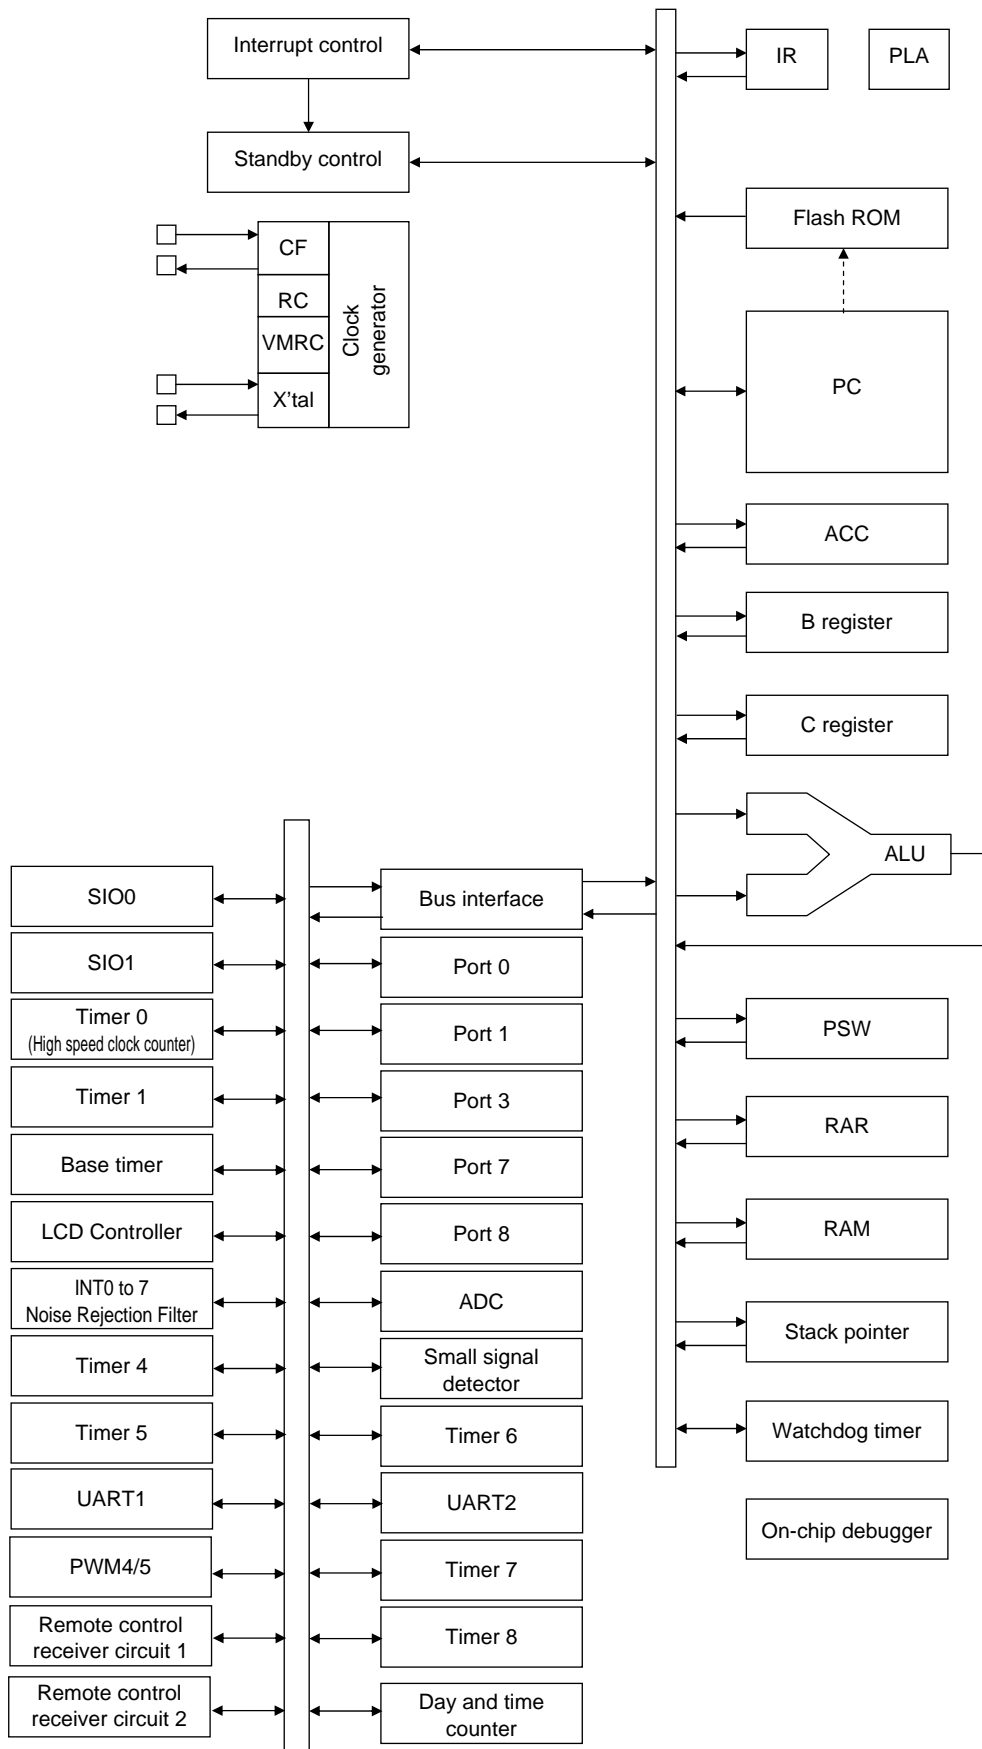 Interrupt control
IR
PLA
Standby control
Flash ROM
CF
RC
VMRC
X'tal
Clock
generator
PC
ACC
B register
C register
ALU
SIO0
Bus interface
SIO1
Port 0
Timer 0
(High speed clock counter)
Port 1
PSW
Timer 1
Port 3
RAR
Base timer
Port 7
LCD Controller
Port 8
RAM
INT0 to 7
Noise Rejection Filter
ADC
Stack pointer
Timer 4
Small signal
detector
Timer 5
Timer 6
Watchdog timer
UART1
UART2
On-chip debugger
PWM4/5
Timer 7
Remote control
receiver circuit 1
Timer 8
Remote control
receiver circuit 2
Day and time
counter